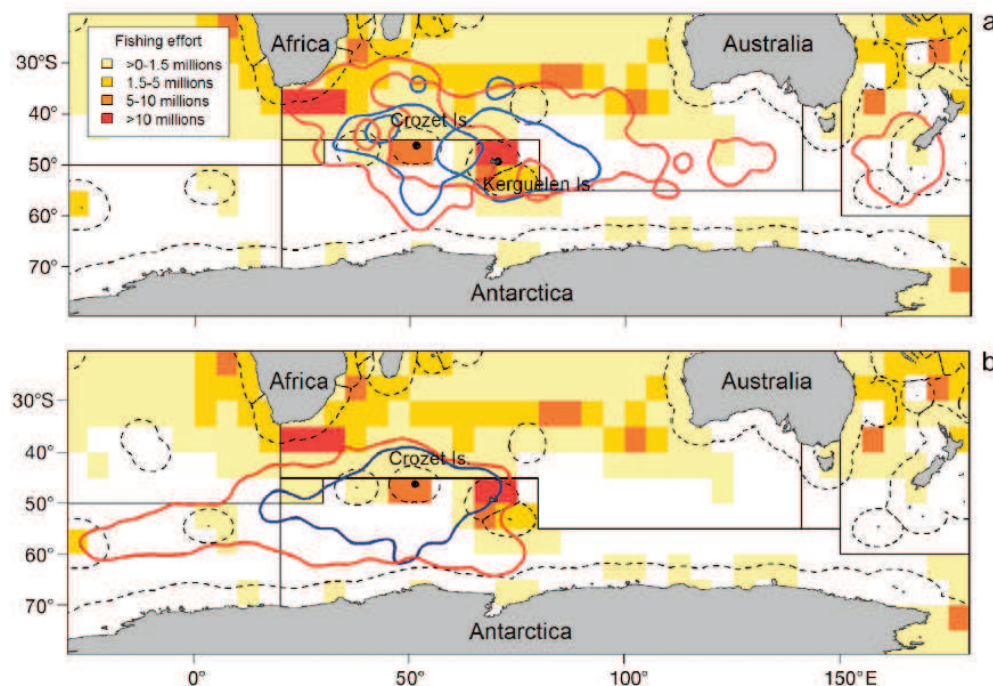 a
Fishing effort
>0-1.5 millions
1.5-5 millions
5-10 millions
>10 millions
Africa
Australia
30°S
40°
Crozet Is.
50°
Kerguelen Is.
60°
70°
Antarctica
b
Africa
Australia
30°S
40°
Crozet Is.
50°
60°
70°
Antarctica
0°
50°
100°
150°E